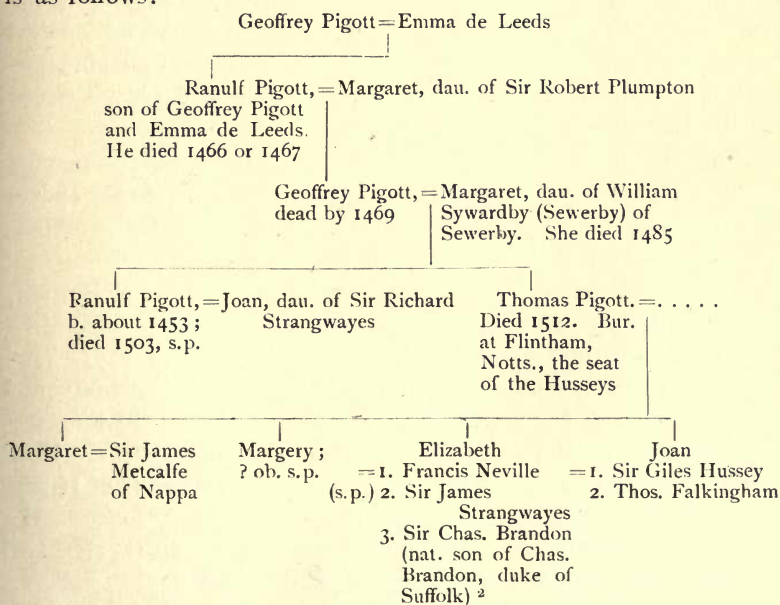 is as follows:
Geoffrey Pigott=Emma de Leeds
Ranulf Pigott,=Margaret, dau. of Sir Robert Plumpton
son of Geoffrey Pigott
and Emma de Leeds.
He died 1466 or 1467
Geoffrey Pigott,=Margaret, dau. of William
dead by 1469 Sywardby (Sewerby) of
Sewerby. She died 1485
Ranulf Pigott,=Joan, dau. of Sir Richard
b. about 1453; Strangwayes
died 1503, s.p.
Thomas Pigott.=.....
Died 1512. Bur.
at Flintham,
Notts., the seat
of the Husseys
Margaret=Sir James
Metcalfe
of Nappa
Margery;
? ob. s.p.
Elizabeth
=1. Francis Neville
(s.p.) 2. Sir James
Strangwayes
3. Sir Chas. Brandon
(nat. son of Chas.
Brandon, duke of
Suffolk) 2
Joan
=1. Sir Giles Hussey
2. Thos. Falkingham